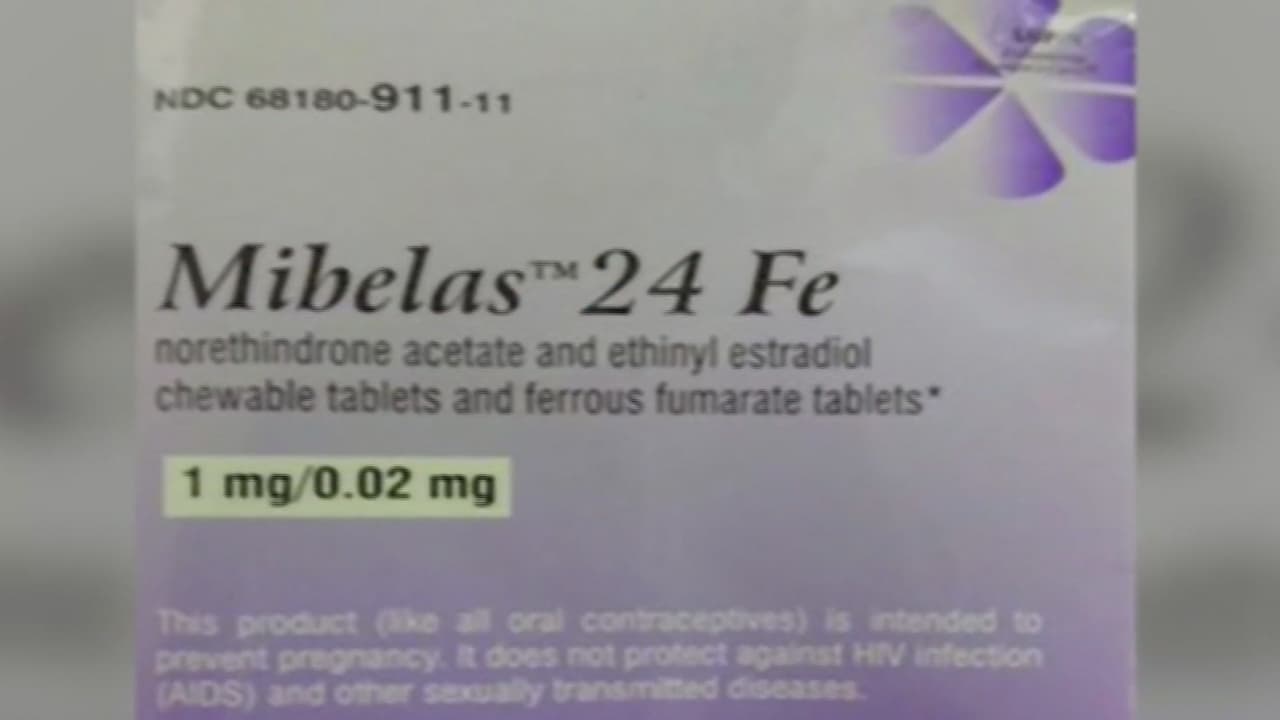 NDC 68180-911-11
Mibelas™ 24 Fe
norethindrone acetate and ethinyl estradiol
chewable tablets and ferrous fumarate tablets*
1 mg/0.02 mg
This product (like all oral contraceptives) is intended to
prevent pregnancy. It does not protect against HIV infection
(AIDS) and other sexually transmitted diseases.